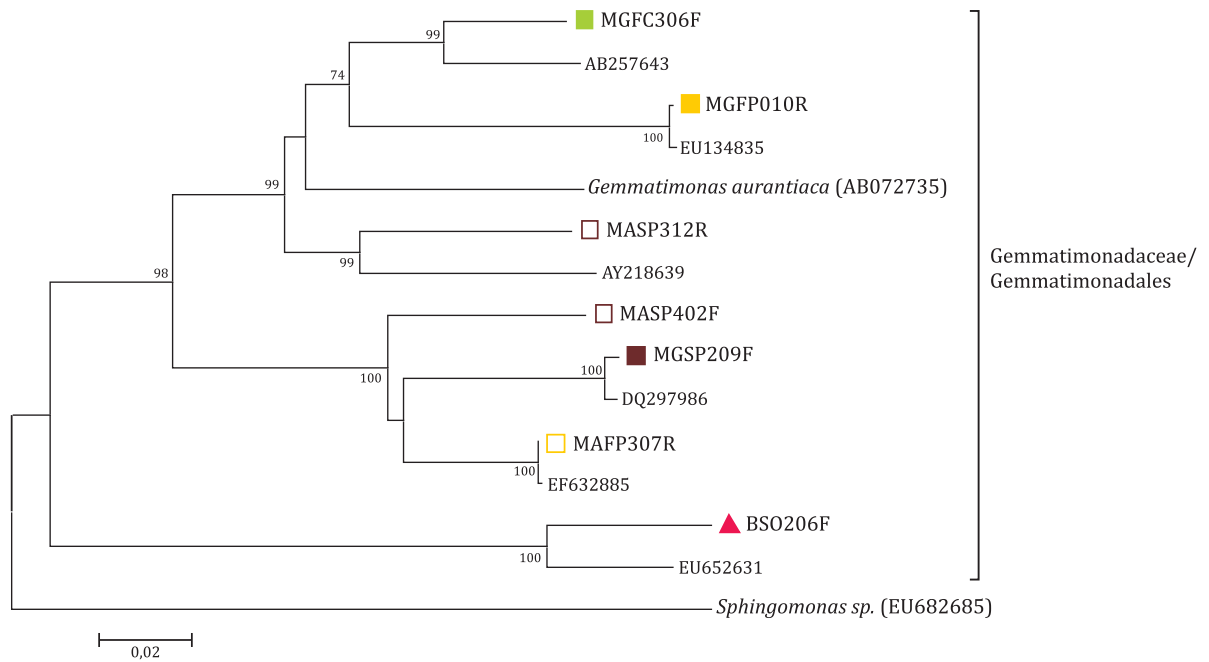 MGFC306F
99
AB257643
74
MGFP010R
100
EU134835
Gemmatimonas aurantiaca (AB072735)
99
MASP312R
99
AY218639
Gemmatimonadaceae/
Gemmatimonadales
98
MASP402F
100
MGSP209F
100
DQ297986
MAFP307R
100
EF632885
BSO206F
100
EU652631
Sphingomonas sp. (EU682685)
0,02